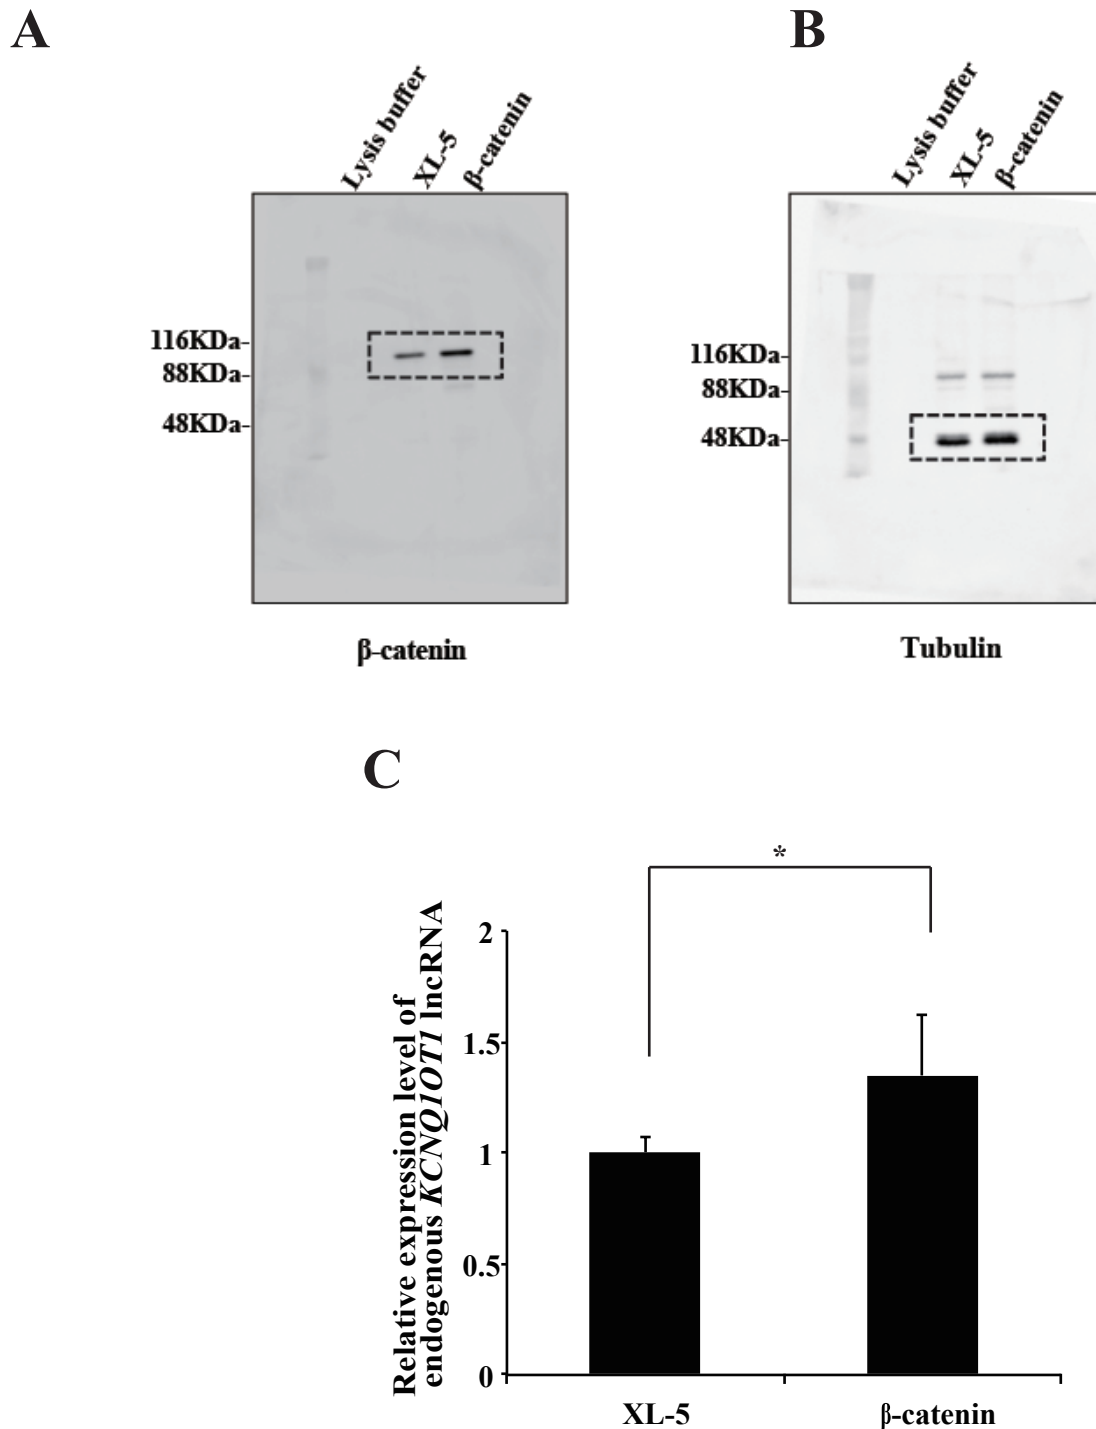 A
B
Lysis buffer
XL-5
β-catenin
Lysis buffer
XL-5
β-catenin
116KDa-
88KDa-
48KDa-
116KDa-
88KDa-
48KDa-
β-catenin
Tubulin
C
*
Relative expression level of
endogenous KCNQ1OT1 lncRNA
2
1.5
1
0.5
0
XL-5
β-catenin